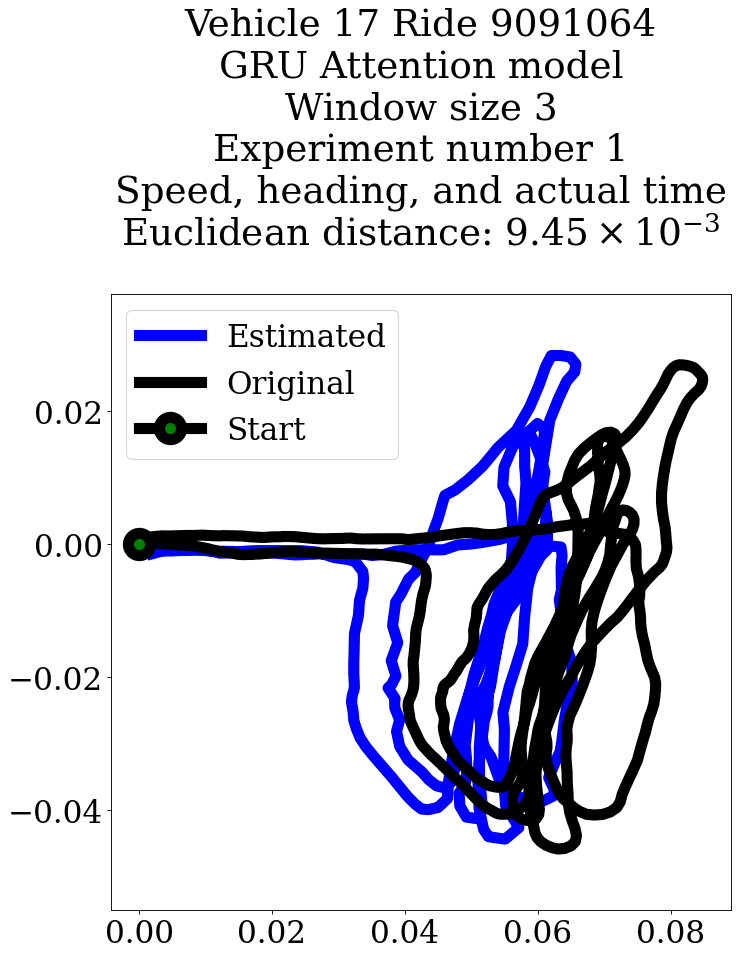 Vehicle 17 Ride 9091064
GRU Attention model
Window size 3
Experiment number 1
Speed, heading, and actual time
Euclidean distance: 9.45 × 10⁻³
Estimated
Original
Start
0.02
0.00
−0.02
−0.04
0.00 0.02 0.04 0.06 0.08